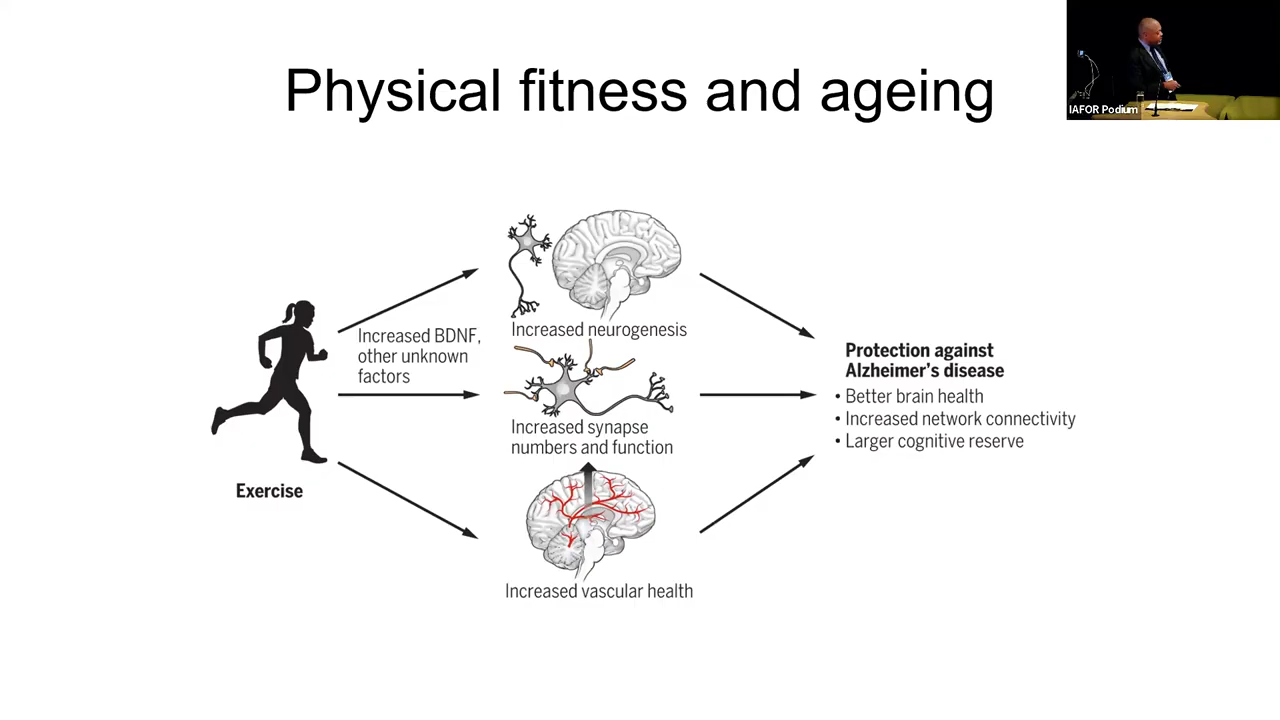 Physical fitness and ageing
IAFOR Podium
Increased BDNF,
other unknown
factors
Exercise
Increased neurogenesis
Increased synapse
numbers and function
Increased vascular health
Protection against
Alzheimer's disease
• Better brain health
• Increased network connectivity
• Larger cognitive reserve